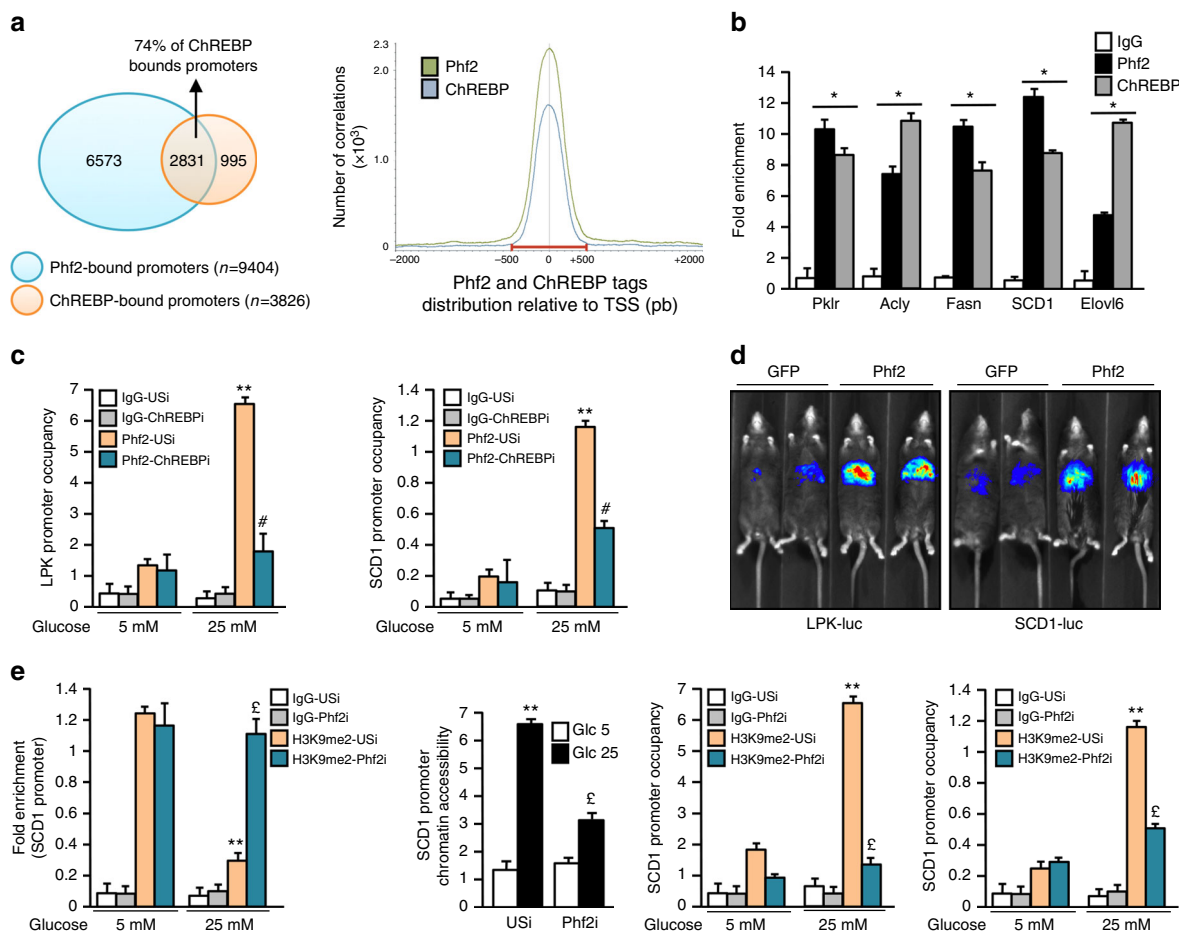 a
74% of ChREBP
bounds promoters
6573
2831
995
Phf2-bound promoters (n=9404)
ChREBP-bound promoters (n=3826)
Number of correlations
(×10³)
2.3
2.0
1.0
0
Phf2
ChREBP
−2000
−500
0
+500
+2000
Phf2 and ChREBP tags
distribution relative to TSS (pb)
b
IgG
Phf2
ChREBP
Fold enrichment
14
12
10
8
6
4
2
0
*
*
*
*
*
Pklr
Acly
Fasn
SCD1
Elovl6
c
LPK promoter occupancy
7
6
5
4
3
2
1
0
IgG-USi
IgG-ChREBPi
Phf2-USi
Phf2-ChREBPi
**
#
Glucose
5 mM
25 mM
SCD1 promoter occupancy
1.4
1.2
1
0.8
0.6
0.4
0.2
0
IgG-USi
IgG-ChREBPi
Phf2-USi
Phf2-ChREBPi
**
#
Glucose
5 mM
25 mM
d
GFP
Phf2
GFP
Phf2
LPK-luc
SCD1-luc
e
Fold enrichment
(SCD1 promoter)
1.4
1.2
1
0.8
0.6
0.4
0.2
0
IgG-USi
IgG-Phf2i
H3K9me2-USi
H3K9me2-Phf2i
**
£
Glucose
5 mM
25 mM
SCD1 promoter
chromatin accessibility
7
6
5
4
3
2
1
0
Glc 5
Glc 25
**
£
USi
Phf2i
SCD1 promoter occupancy
7
6
5
4
3
2
1
0
IgG-USi
IgG-Phf2i
H3K9me2-USi
H3K9me2-Phf2i
**
£
Glucose
5 mM
25 mM
SCD1 promoter occupancy
1.4
1.2
1
0.8
0.6
0.4
0.2
0
IgG-USi
IgG-Phf2i
H3K9me2-USi
H3K9me2-Phf2i
**
£
Glucose
5 mM
25 mM